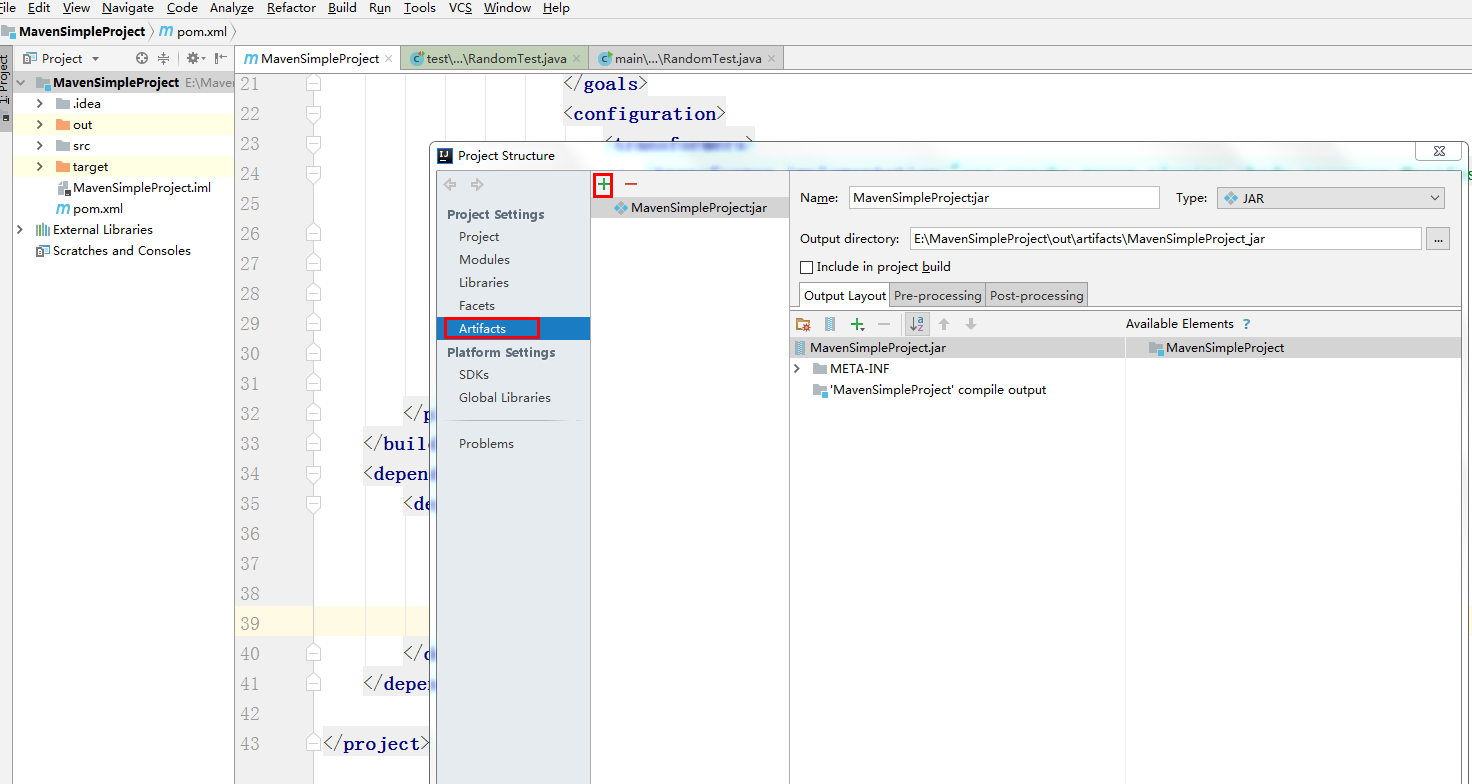 File Edit View Navigate Code Analyze Refactor Build Run Tools VCS Window Help
MavenSimpleProject pom.xml
1: Project
Project
MavenSimpleProject E:\Maven
.idea
out
src
target
MavenSimpleProject.iml
pom.xml
External Libraries
Scratches and Consoles
MavenSimpleProject test\...\RandomTest.java main\...\RandomTest.java
21 </goals>
22 <configuration>
23 <transformers>
24
25
26
27
28
29
30
31
32 </p
33 </buil
34 <depen
35 <de
36
37
38
39
40 </d
41 </depen
42
43 </project>
Project Structure
Project Settings
Project
Modules
Libraries
Facets
Artifacts
Platform Settings
SDKs
Global Libraries
Problems
MavenSimpleProject:jar
Name: MavenSimpleProject:jar Type: JAR
Output directory: E:\MavenSimpleProject\out\artifacts\MavenSimpleProject_jar ...
Include in project build
Output Layout Pre-processing Post-processing
Available Elements ?
MavenSimpleProject.jar
META-INF
'MavenSimpleProject' compile output
MavenSimpleProject